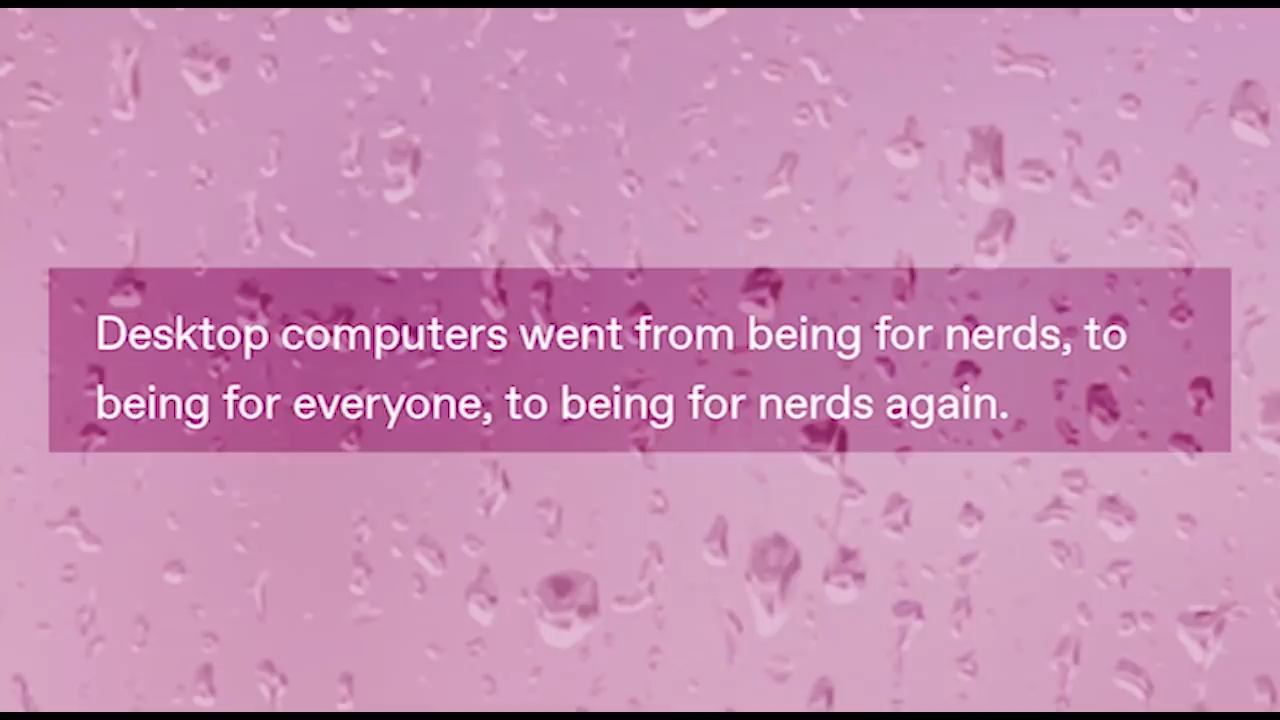 Desktop computers went from being for nerds, to
being for everyone, to being for nerds again.